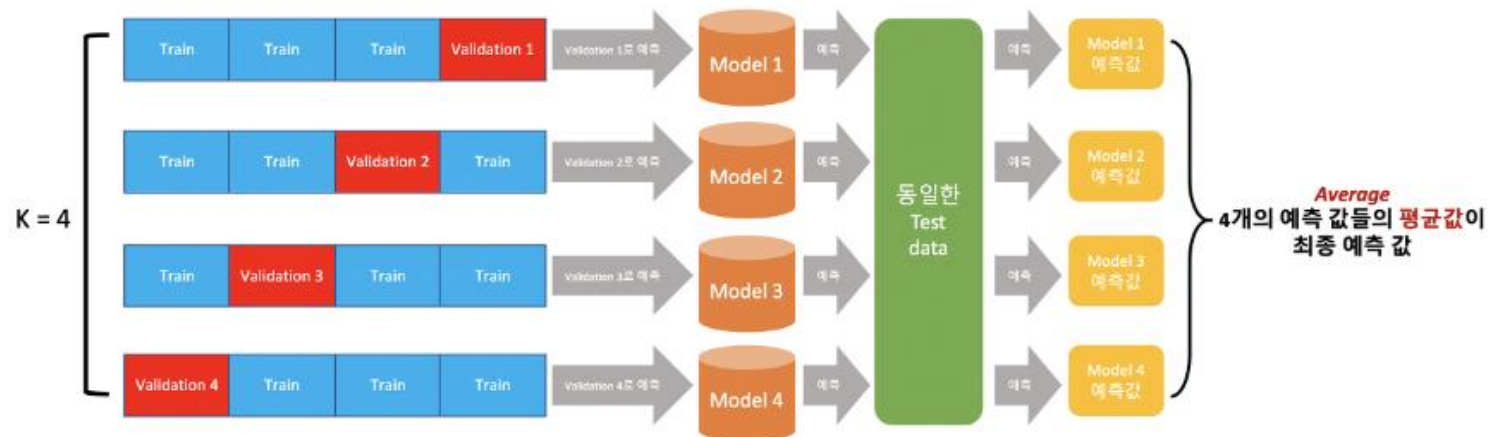 K = 4
Train
Train
Train
Validation 1
Validation 1로 예측
Model 1
예측
예측
Model 1
예측값
Train
Train
Validation 2
Train
Validation 2로 예측
Model 2
예측
예측
Model 2
예측값
동일한
Test
data
Average
4개의 예측 값들의 평균값이
최종 예측 값
Train
Validation 3
Train
Train
Validation 3로 예측
Model 3
예측
예측
Model 3
예측값
Validation 4
Train
Train
Train
Validation 4로 예측
Model 4
예측
예측
Model 4
예측값